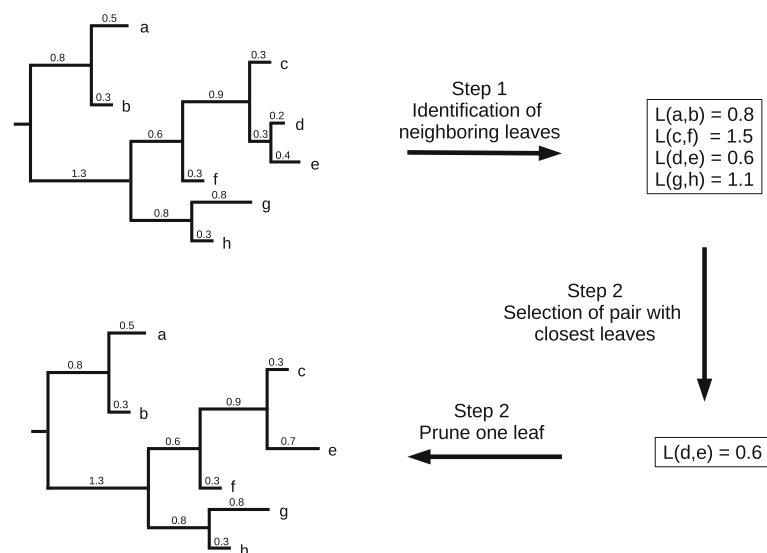 0.5
a
0.8
0.3
c
0.3
b
0.9
0.2
d
0.3
0.6
0.4
e
1.3
0.3
f
0.8
g
0.8
0.3
h
Step 1
Identification of
neighboring leaves
L(a,b) = 0.8
L(c,f) = 1.5
L(d,e) = 0.6
L(g,h) = 1.1
Step 2
Selection of pair with
closest leaves
L(d,e) = 0.6
Step 2
Prune one leaf
0.5
a
0.8
0.3
c
0.3
b
0.9
0.6
0.7
e
1.3
0.3
f
0.8
g
0.8
0.3
h